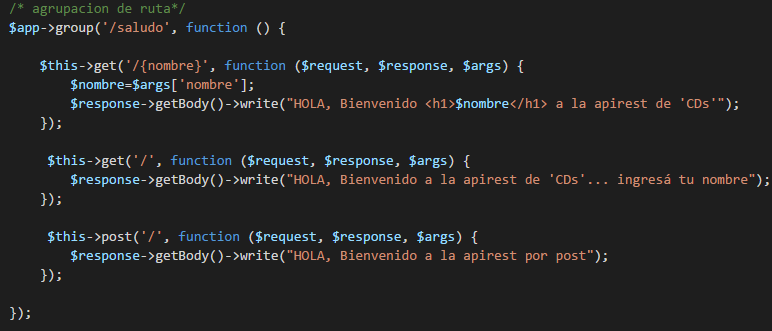 /* agrupacion de ruta*/
$app->group('/saludo', function () {
$this->get('/{nombre}', function ($request, $response, $args) {
$nombre=$args['nombre'];
$response->getBody()->write("HOLA, Bienvenido <h1>$nombre</h1> a la apirest de 'CDs'");
});
$this->get('/', function ($request, $response, $args) {
$response->getBody()->write("HOLA, Bienvenido a la apirest de 'CDs'... ingresá tu nombre");
});
$this->post('/', function ($request, $response, $args) {
$response->getBody()->write("HOLA, Bienvenido a la apirest por post");
});
});